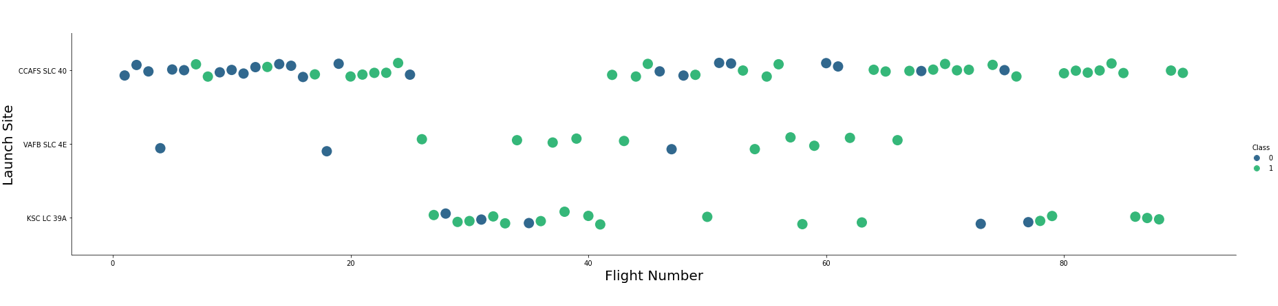 Launch Site
CCAFS SLC 40
VAFB SLC 4E
KSC LC 39A
0 20 40 60 80
Flight Number
Class
0
1